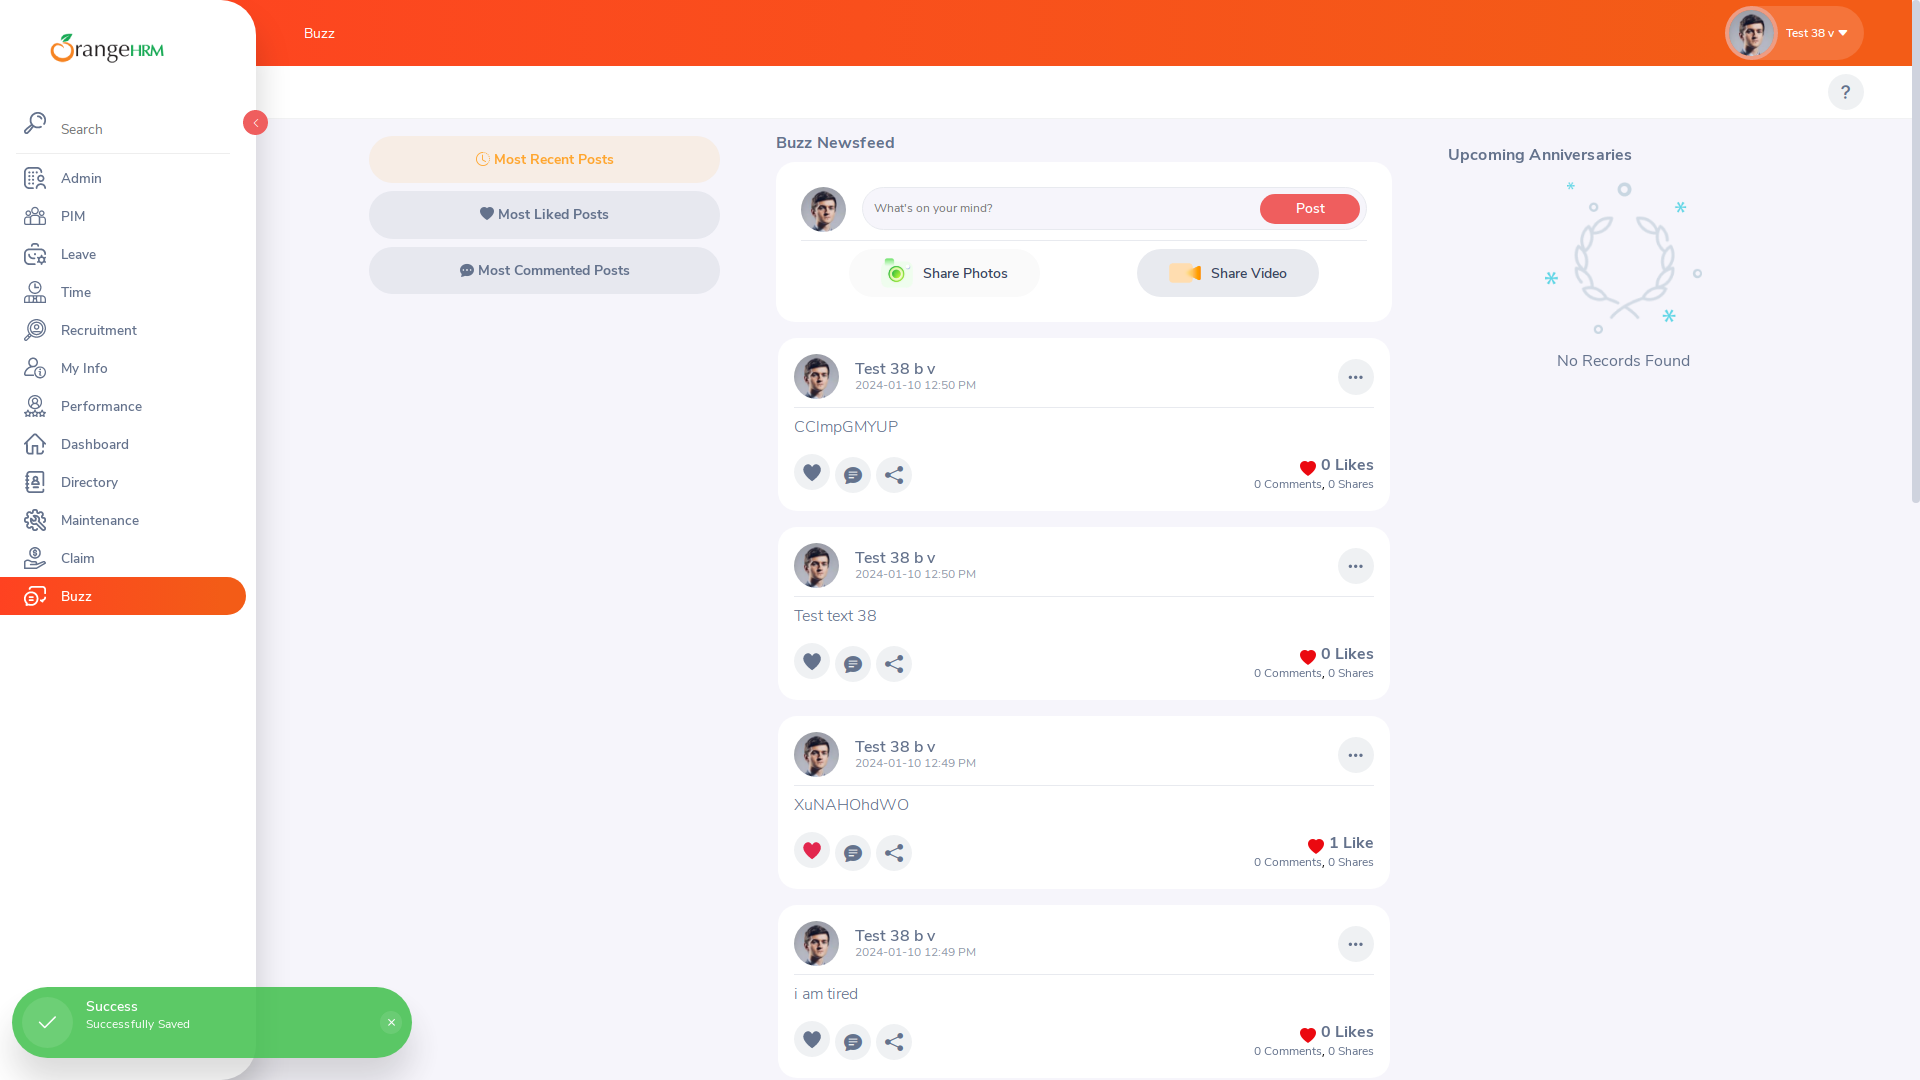 OrangeHRM
Search
Admin
PIM
Leave
Time
Recruitment
My Info
Performance
Dashboard
Directory
Maintenance
Claim
Buzz
Buzz
Test 38 v
?
Most Recent Posts
Most Liked Posts
Most Commented Posts
Buzz Newsfeed
What's on your mind?
Post
Share Photos
Share Video
Test 38 b v
2024-01-10 12:50 PM
CCImpGMYUP
0 Likes
0 Comments, 0 Shares
Test 38 b v
2024-01-10 12:50 PM
Test text 38
0 Likes
0 Comments, 0 Shares
Test 38 b v
2024-01-10 12:49 PM
XuNAHOhdWO
1 Like
0 Comments, 0 Shares
Test 38 b v
2024-01-10 12:49 PM
i am tired
0 Likes
0 Comments, 0 Shares
Upcoming Anniversaries
No Records Found
Success
Successfully Saved